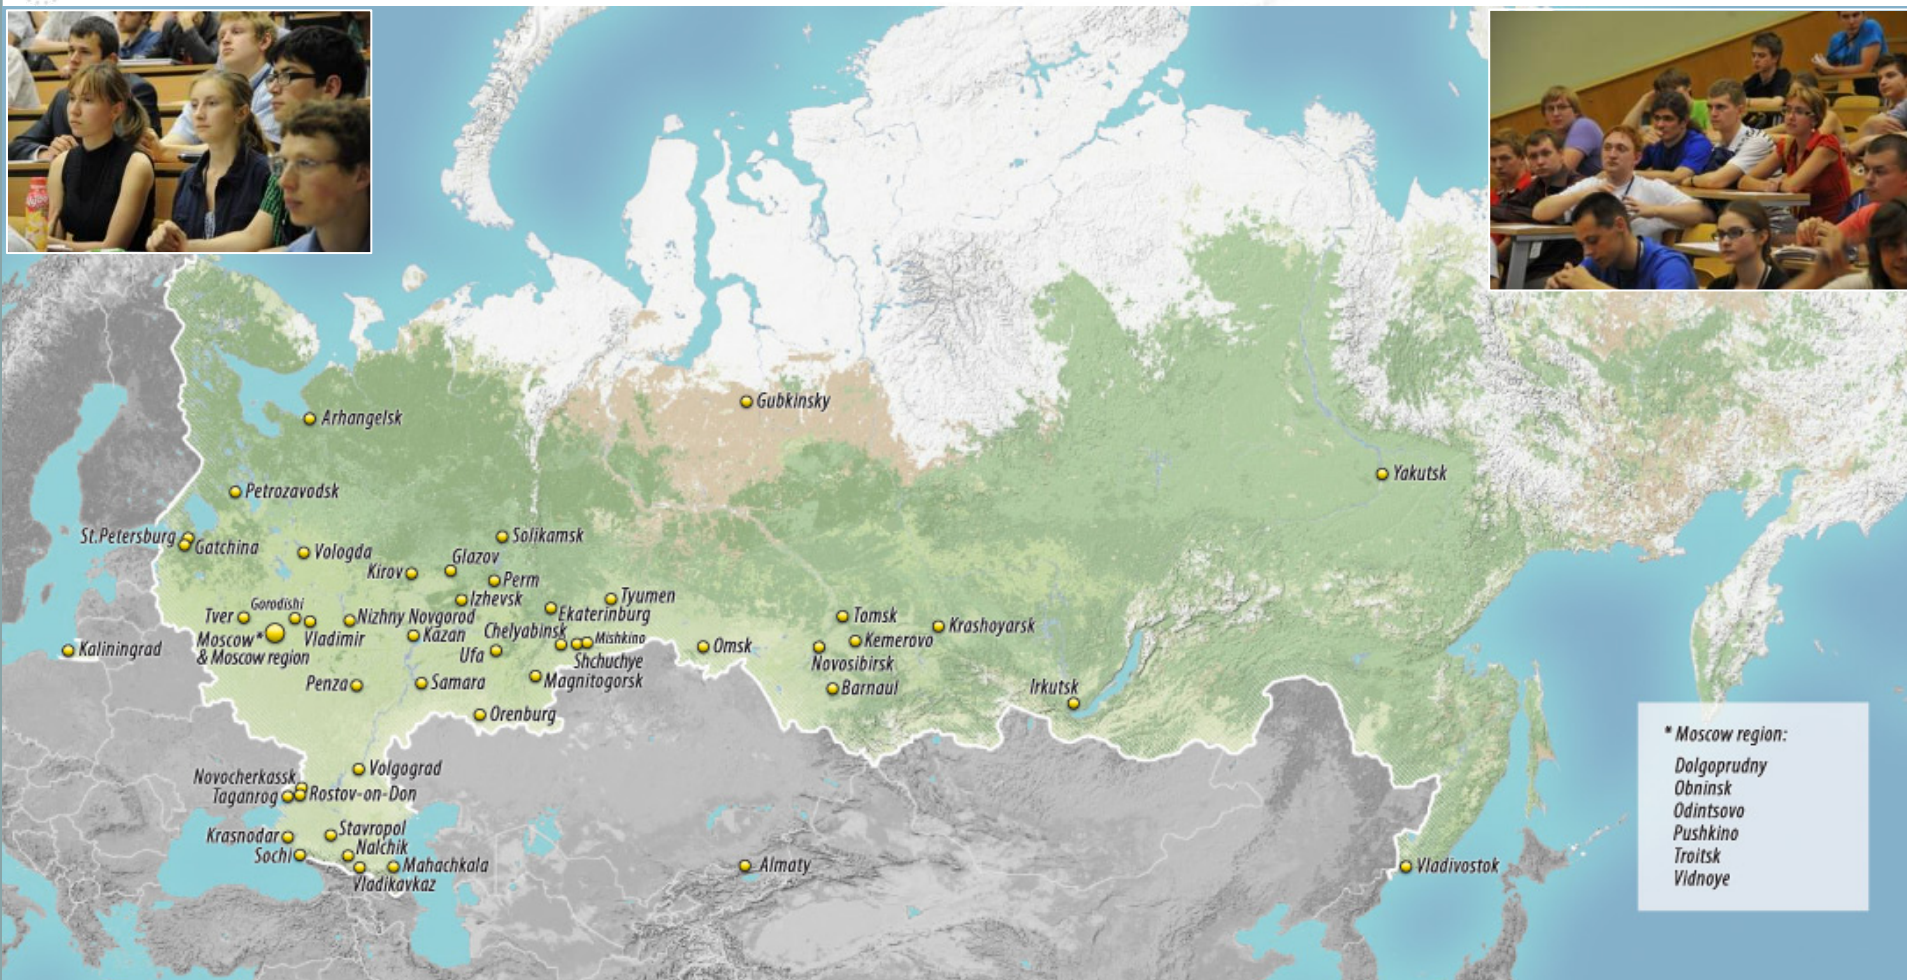 Arhangelsk
Gubkinsky
Yakutsk
Petrozavodsk
St.Petersburg
Gatchina
Vologda
Solikamsk
Glazov
Kirov
Perm
Izhevsk
Tyumen
Ekaterinburg
Gorodishi
Tver
Nizhny Novgorod
Moscow*
& Moscow region
Vladimir
Kazan
Chelyabinsk
Mishkino
Ufa
Shchuchye
Magnitogorsk
Kaliningrad
Omsk
Tomsk
Kemerovo
Krashoyarsk
Novosibirsk
Barnaul
Irkutsk
Penza
Samara
Orenburg
Volgograd
Novocherkassk
Taganrog
Rostov-on-Don
Krasnodar
Stavropol
Sochi
Nalchik
Mahachkala
Vladikavkaz
Almaty
Vladivostok
* Moscow region:
Dolgoprudny
Obninsk
Odintsovo
Pushkino
Troitsk
Vidnoye